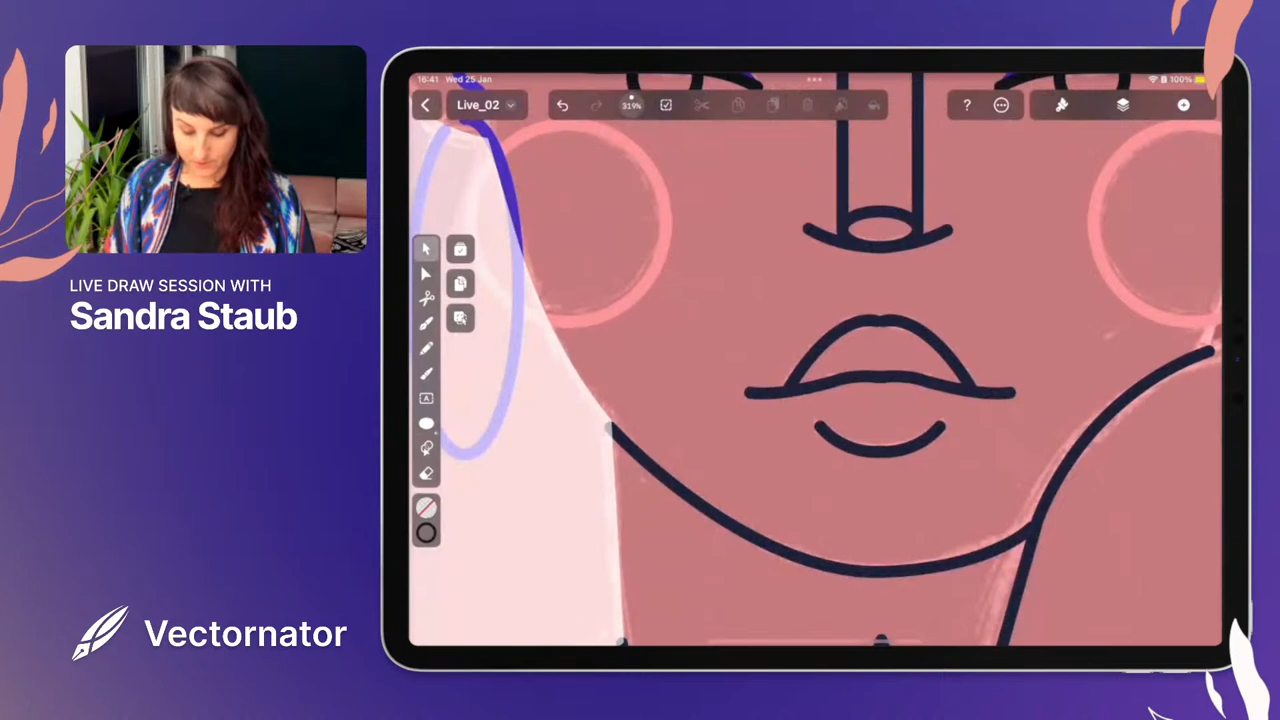 LIVE DRAW SESSION WITH
Sandra Staub
Vectornator
16:41 Wed 25 Jan
100%
Live_02
319%
?
A